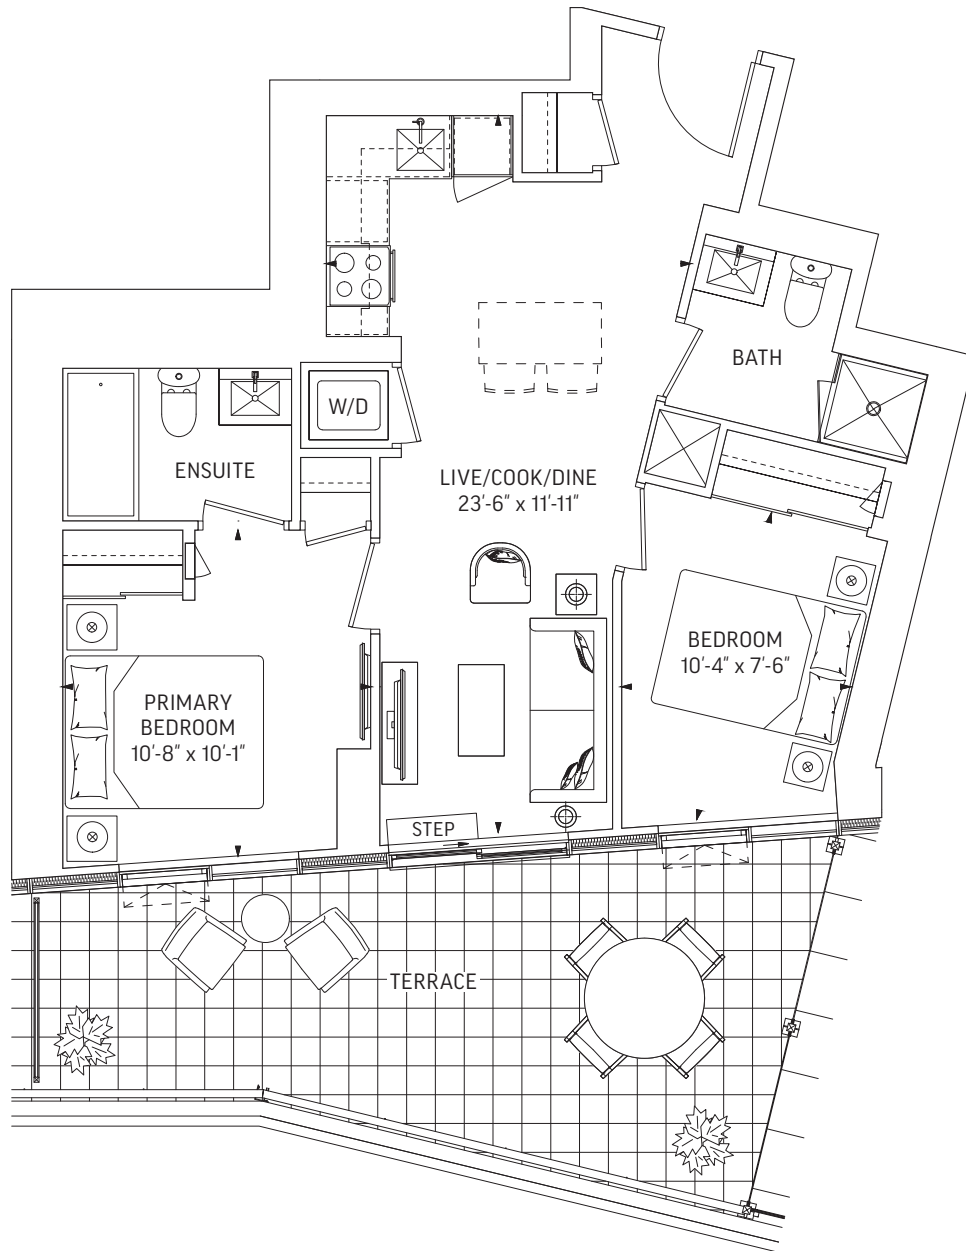 BATH
W/D
ENSUITE
LIVE/COOK/DINE
23'-6" x 11'-11"
BEDROOM
10'-4" x 7'-6"
PRIMARY
BEDROOM
10'-8" x 10'-1"
STEP
TERRACE